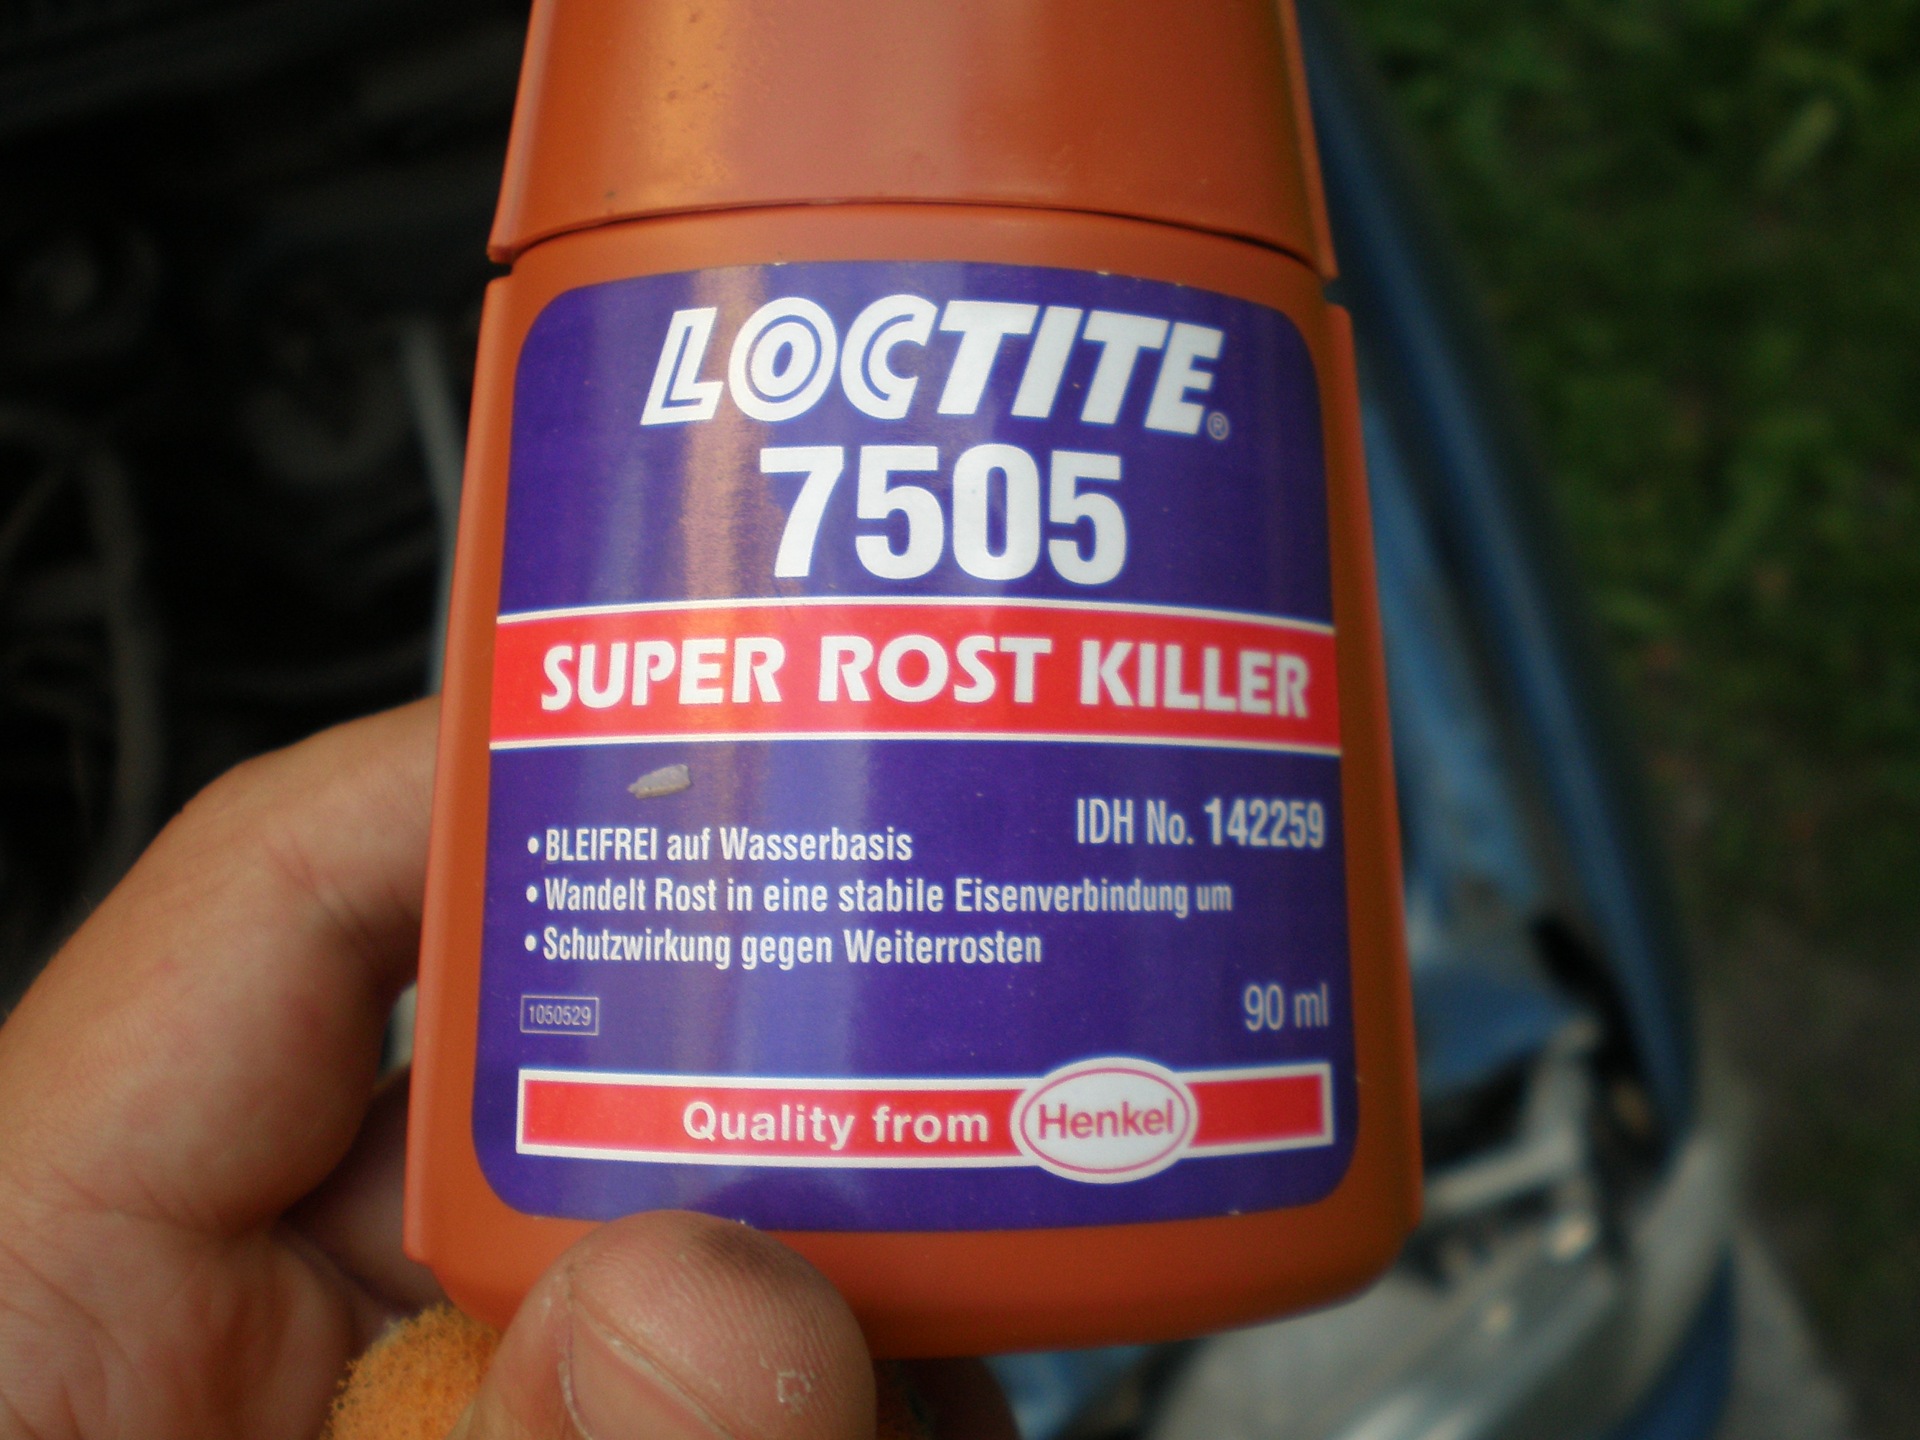 LOCTITE®
7505
SUPER ROST KILLER
IDH No. 142259
• BLEIFREI auf Wasserbasis
• Wandelt Rost in eine stabile Eisenverbindung um
• Schutzwirkung gegen Weiterrosten
1050529
90 ml
Quality from Henkel